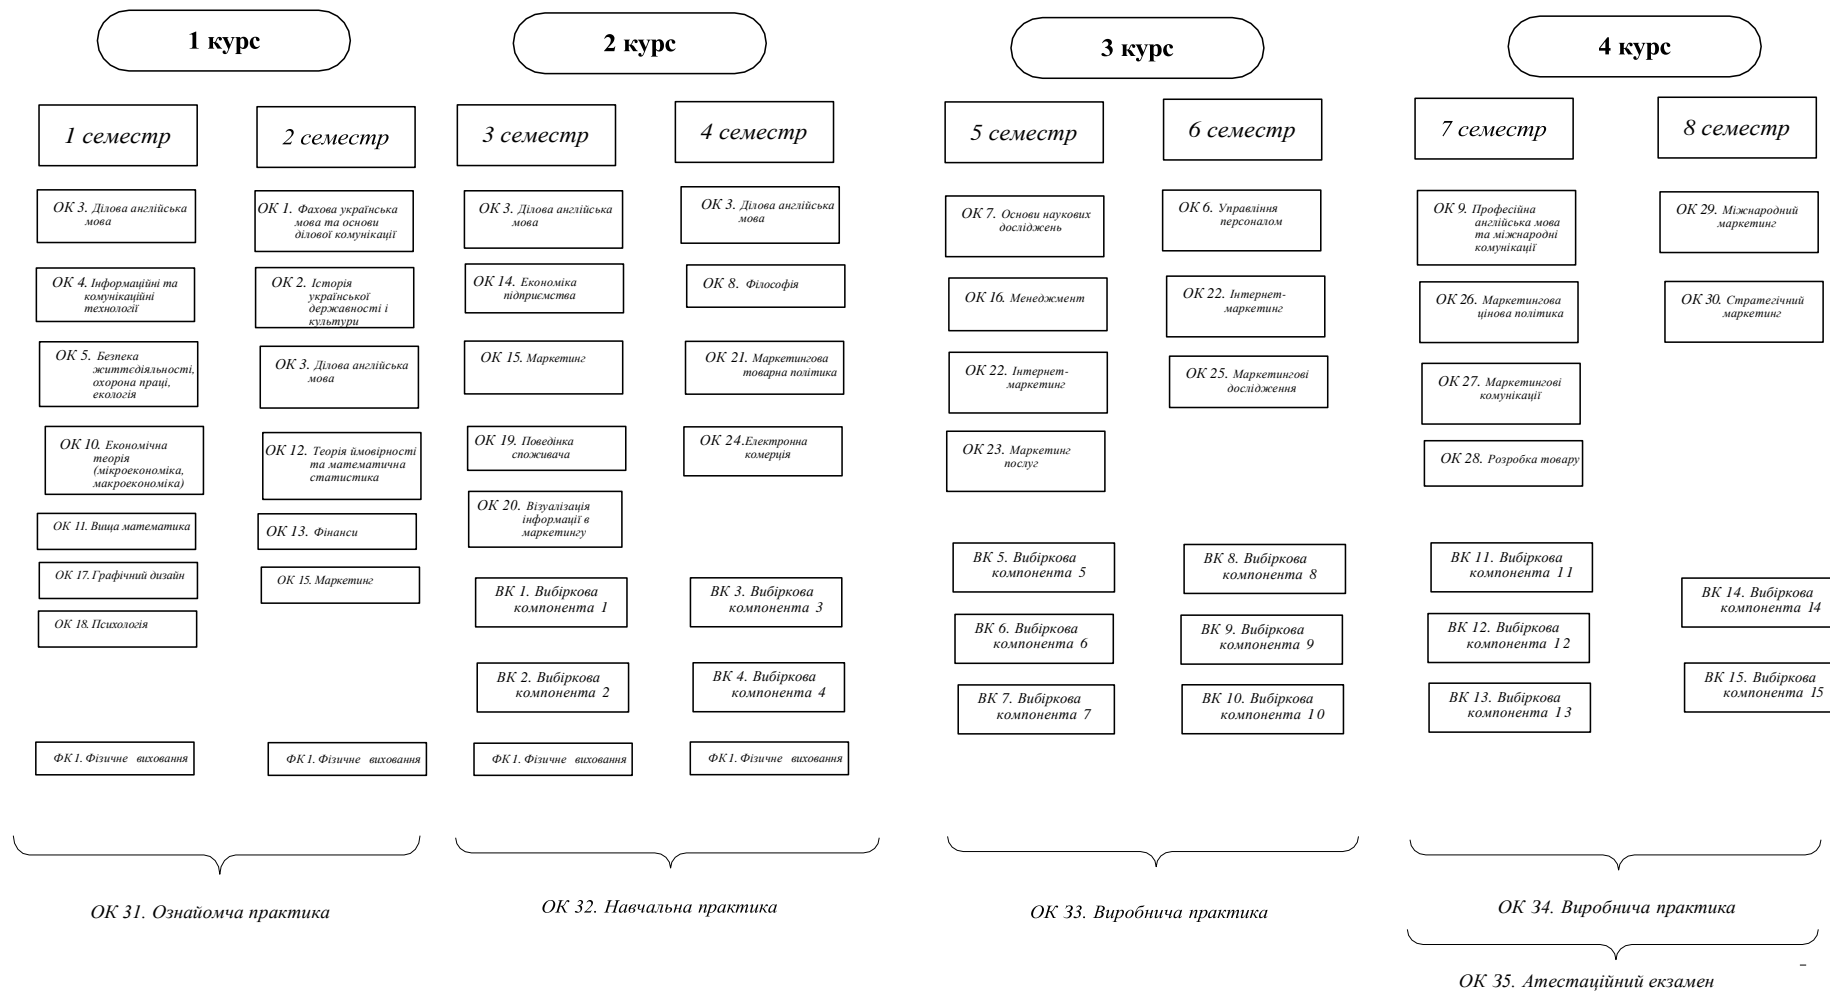 1 курс
2 курс
3 курс
4 курс
1 семестр
2 семестр
3 семестр
4 семестр
5 семестр
6 семестр
7 семестр
8 семестр
ОК 3. Ділова англійська
мова
ОК 4. Інформаційні та
комунікаційні
технології
ОК 5. Безпека
життєдіяльності,
охорона праці,
екологія
ОК 10. Економічна
теорія
(мікроекономіка,
макроекономіка)
ОК 11. Вища математика
ОК 17. Графічний дизайн
ОК 18. Психологія
ФК 1. Фізичне виховання
ОК 1. Фахова українська
мова та основи
ділової комунікації
ОК 2. Історія
української
державності і
культури
ОК 3. Ділова англійська
мова
ОК 12. Теорія ймовірності
та математична
статистика
ОК 13. Фінанси
ОК 15. Маркетинг
ФК 1. Фізичне виховання
ОК 3. Ділова англійська
мова
ОК 14. Економіка
підприємства
ОК 15. Маркетинг
ОК 19. Поведінка
споживача
ОК 20. Візуалізація
інформації в
маркетингу
ВК 1. Вибіркова
компонента 1
ВК 2. Вибіркова
компонента 2
ФК 1. Фізичне виховання
ОК 3. Ділова англійська
мова
ОК 8. Філософія
ОК 21. Маркетингова
товарна політика
ОК 24.Електронна
комерція
ВК 3. Вибіркова
компонента 3
ВК 4. Вибіркова
компонента 4
ФК 1. Фізичне виховання
ОК 7. Основи наукових
досліджень
ОК 16. Менеджмент
ОК 22. Інтернет-
маркетинг
ОК 23. Маркетинг
послуг
ВК 5. Вибіркова
компонента 5
ВК 6. Вибіркова
компонента 6
ВК 7. Вибіркова
компонента 7
ОК 6. Управління
персоналом
ОК 22. Інтернет-
маркетинг
ОК 25. Маркетингові
дослідження
ВК 8. Вибіркова
компонента 8
ВК 9. Вибіркова
компонента 9
ВК 10. Вибіркова
компонента 10
ОК 9. Професійна
англійська мова
та міжнародні
комунікації
ОК 26. Маркетингова
цінова політика
ОК 27. Маркетингові
комунікації
ОК 28. Розробка товару
ВК 11. Вибіркова
компонента 11
ВК 12. Вибіркова
компонента 12
ВК 13. Вибіркова
компонента 13
ОК 29. Міжнародний
маркетинг
ОК 30. Стратегічний
маркетинг
ВК 14. Вибіркова
компонента 14
ВК 15. Вибіркова
компонента 15
ОК 31. Ознайомча практика
ОК 32. Навчальна практика
ОК 33. Виробнича практика
ОК 34. Виробнича практика
ОК 35. Атестаційний екзамен